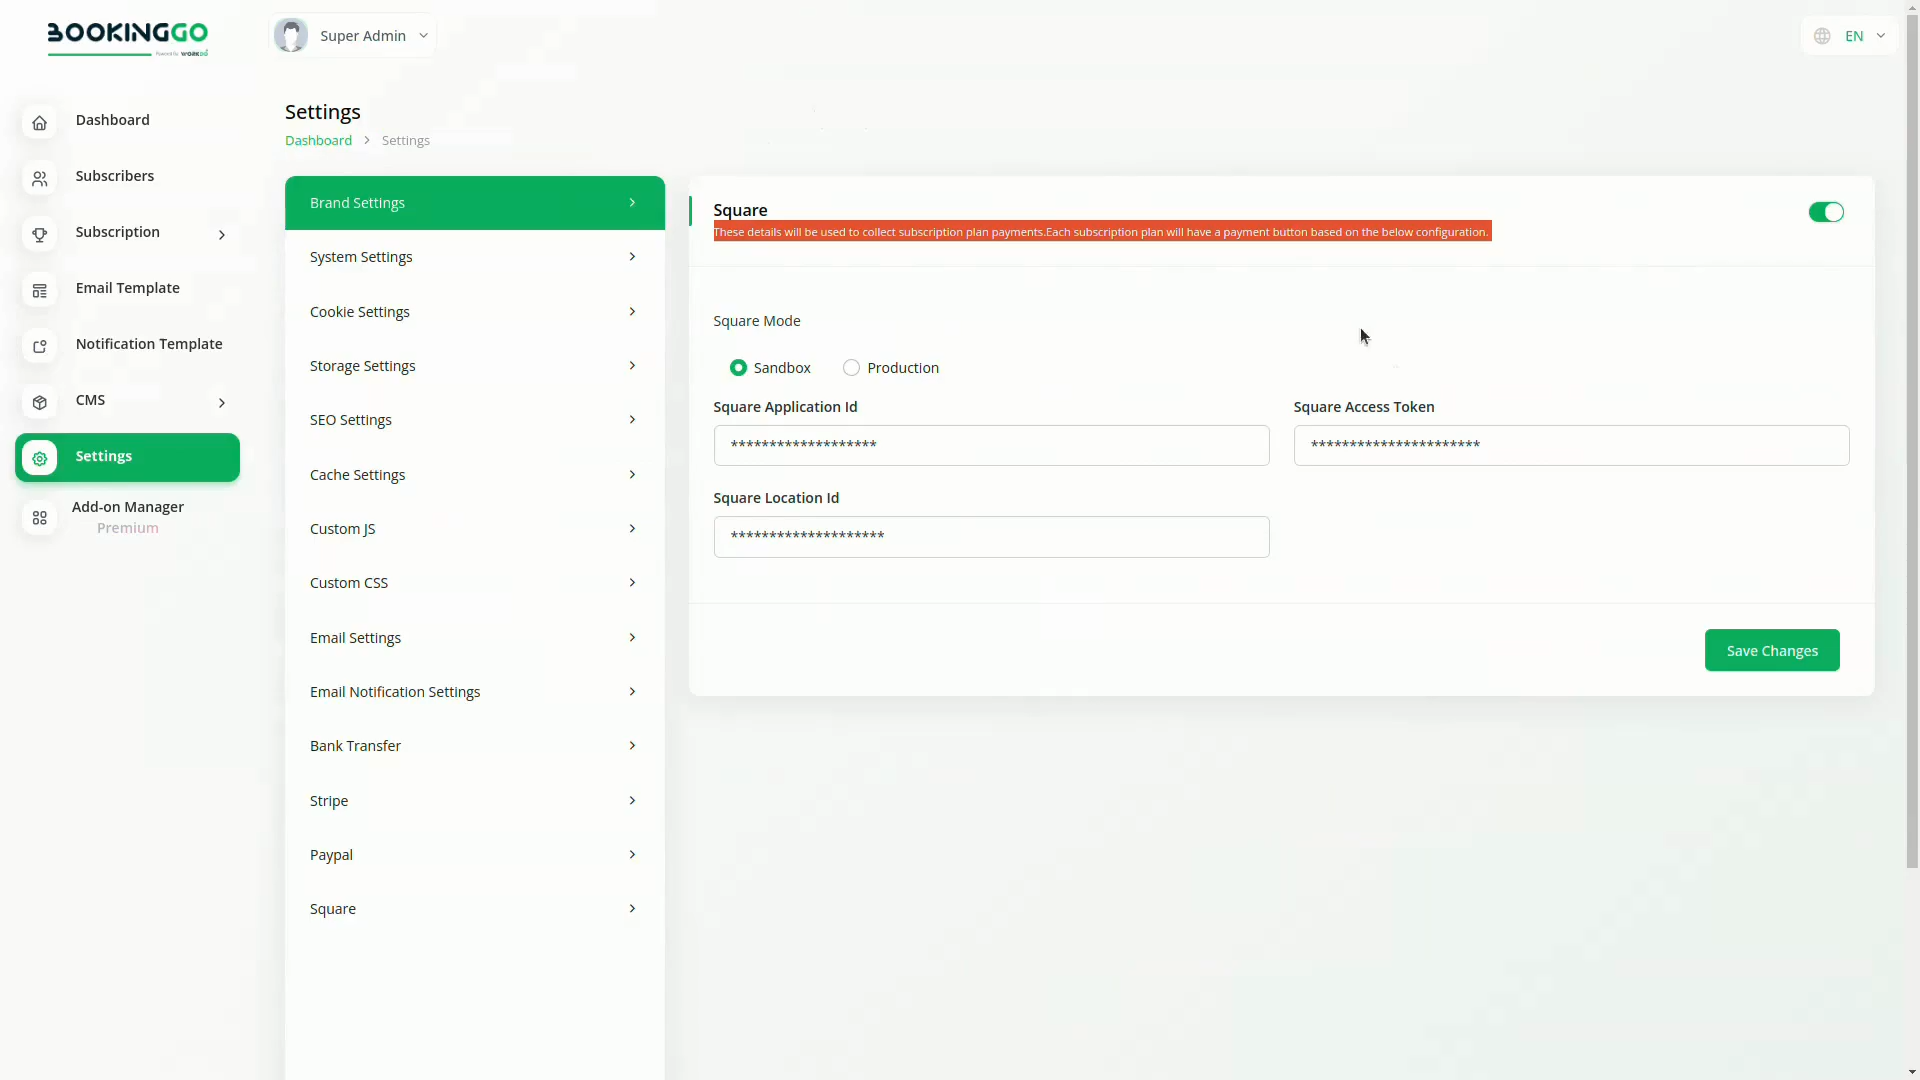 BOOKINGGO
Powered By WORKDO
Super Admin
EN
Dashboard
Subscribers
Subscription
Email Template
Notification Template
CMS
Settings
Add-on Manager
Premium
Settings
Dashboard > Settings
Brand Settings
System Settings
Cookie Settings
Storage Settings
SEO Settings
Cache Settings
Custom JS
Custom CSS
Email Settings
Email Notification Settings
Bank Transfer
Stripe
Paypal
Square
Square
These details will be used to collect subscription plan payments.Each subscription plan will have a payment button based on the below configuration.
Square Mode
Sandbox Production
Square Application Id
*******************
Square Access Token
**********************
Square Location Id
********************
Save Changes